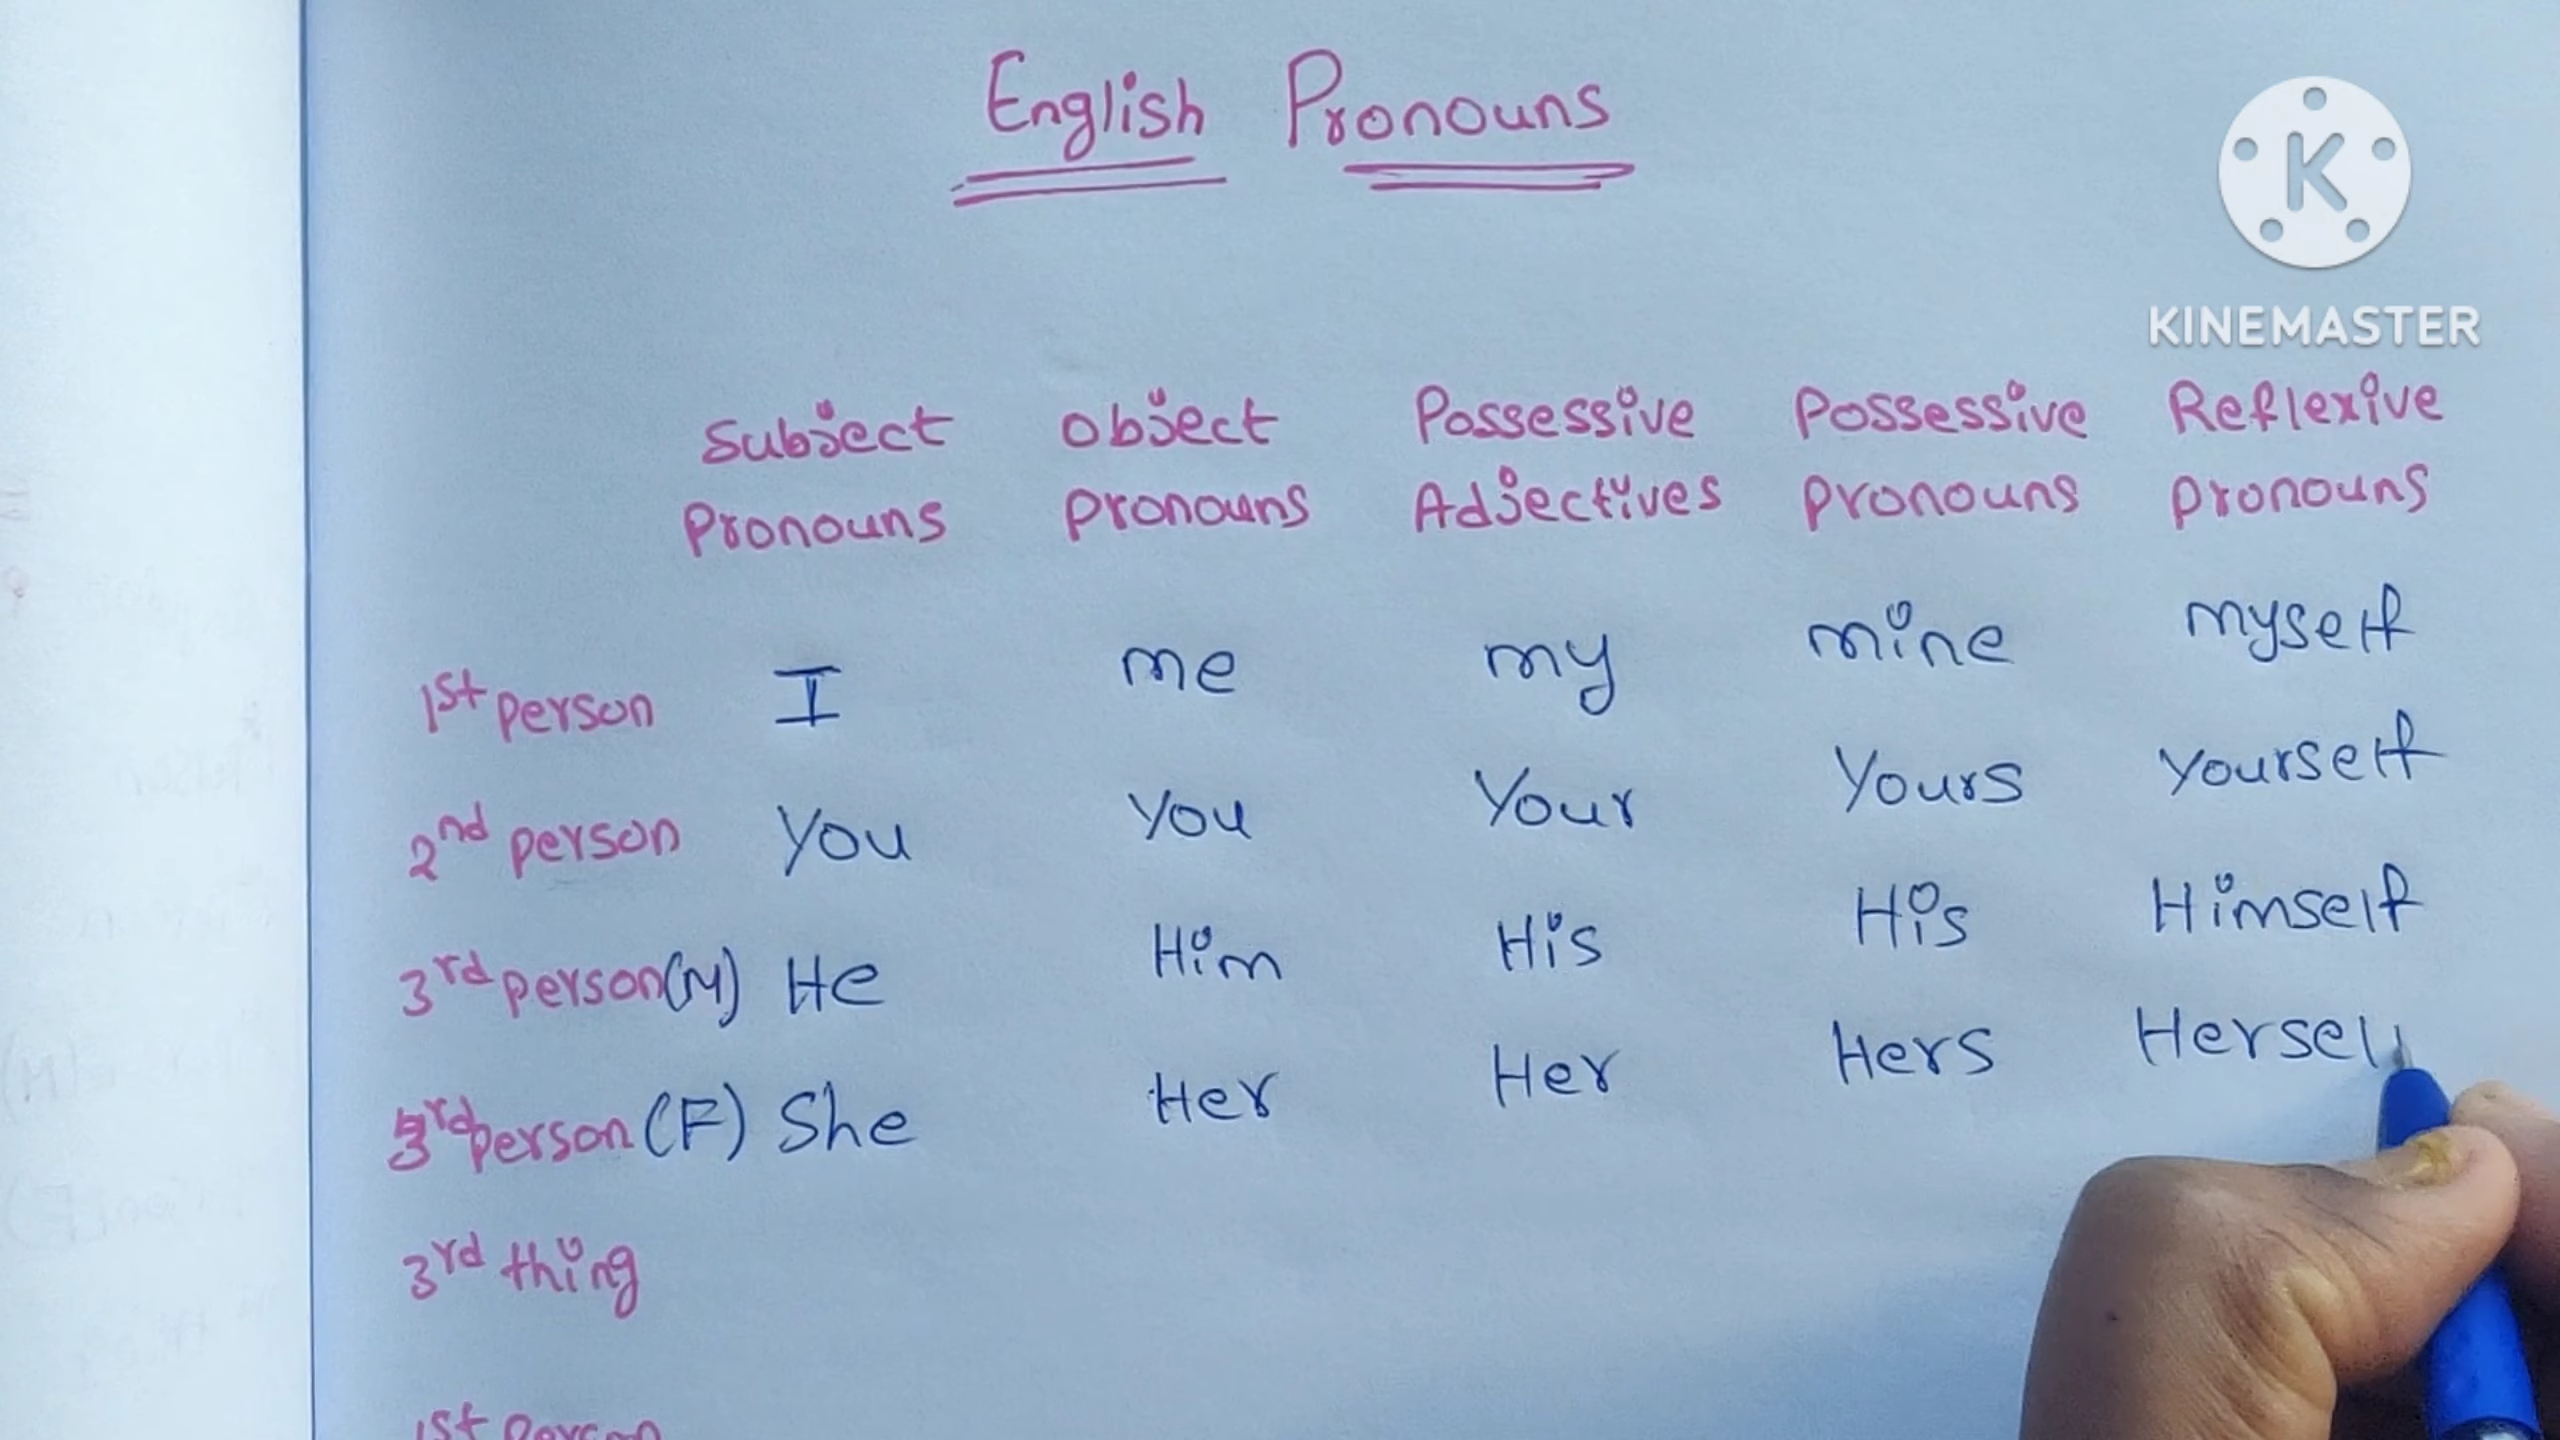 English Pronouns
KINEMASTER
Subject Object Possessive Possessive Reflexive
Pronouns Pronouns Adjectives Pronouns Pronouns
1st person I me my mine myself
2nd person You You Your Yours Yourself
3rd person (M) He Him His His Himself
3rd person (F) She Her Her Hers Hersel
3rd thing
1st person